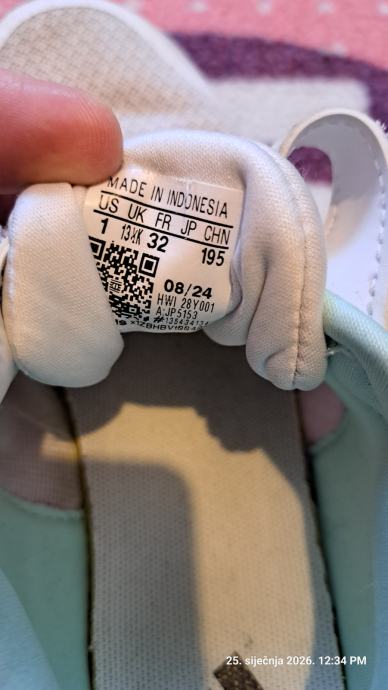 MADE IN INDONESIA
US UK FR JP CHN
1 13½K 32 195
08/24
HWI 28Y001
A:JP5153
25. siječnja 2026. 12:34 PM